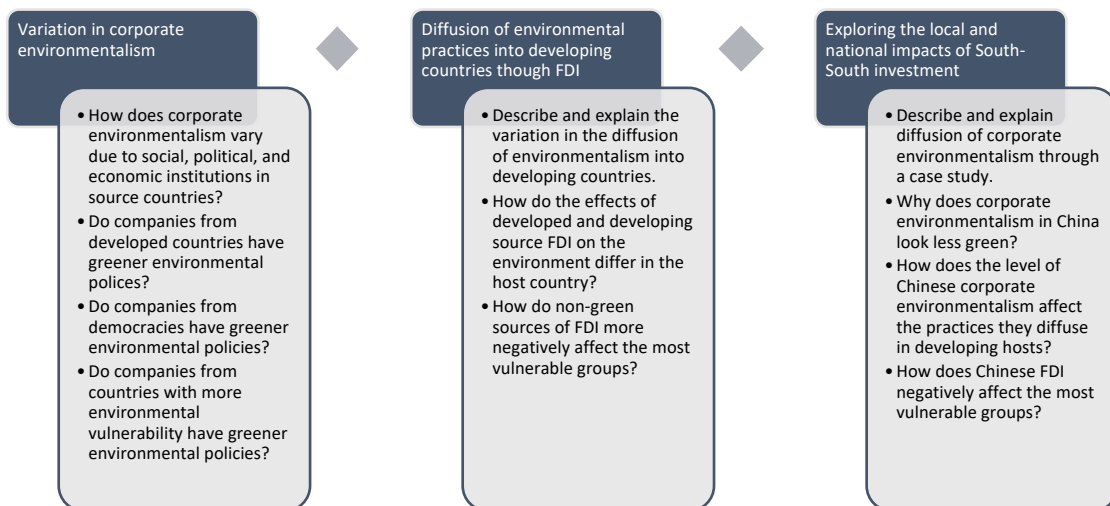 Variation in corporate
environmentalism
• How does corporate
environmentalism vary
due to social, political, and
economic institutions in
source countries?
• Do companies from
developed countries have
greener environmental
polices?
• Do companies from
democracies have greener
environmental policies?
• Do companies from
countries with more
environmental
vulnerability have greener
environmental policies?
Diffusion of environmental
practices into developing
countries though FDI
• Describe and explain the
variation in the diffusion
of environmentalism into
developing countries.
• How do the effects of
developed and developing
source FDI on the
environment differ in the
host country?
• How do non-green
sources of FDI more
negatively affect the most
vulnerable groups?
Exploring the local and
national impacts of South-
South investment
• Describe and explain
diffusion of corporate
environmentalism through
a case study.
• Why does corporate
environmentalism in China
look less green?
• How does the level of
Chinese corporate
environmentalism affect
the practices they diffuse
in developing hosts?
• How does Chinese FDI
negatively affect the most
vulnerable groups?